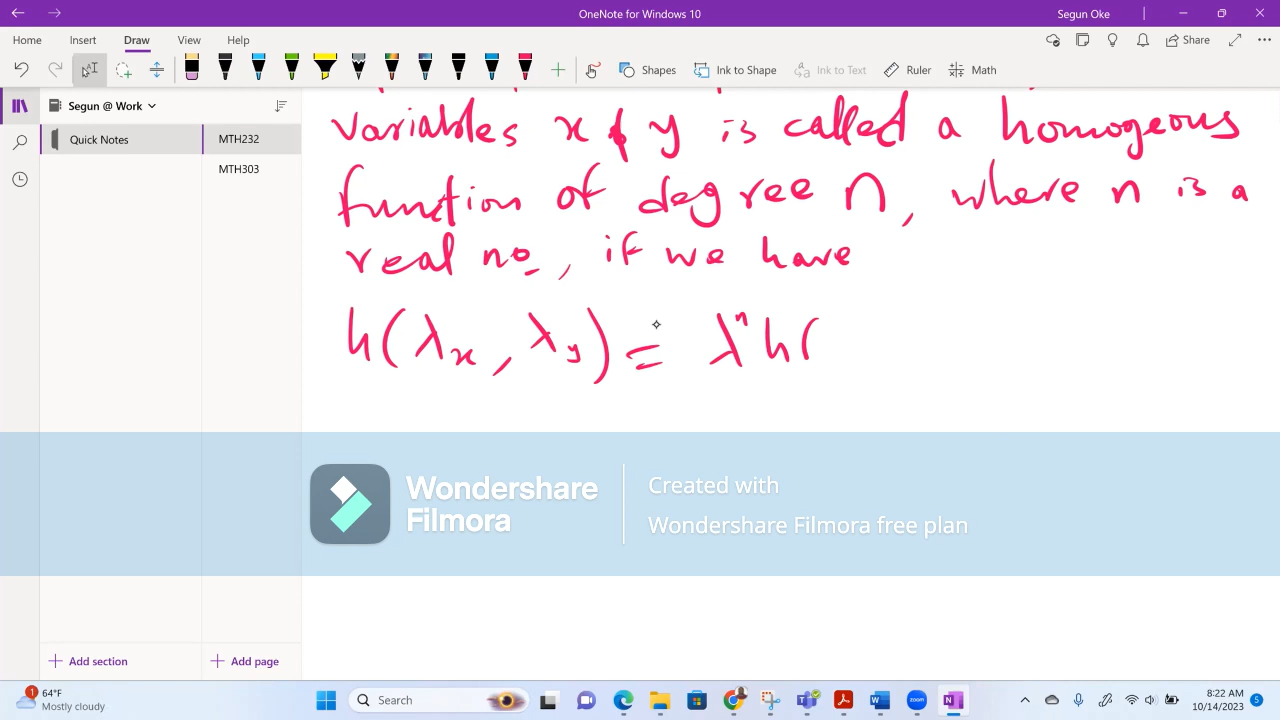 OneNote for Windows 10
Segun Oke
Home
Insert
Draw
View
Help
Share
Shapes
Ink to Shape
Ink to Text
Ruler
Math
Segun @ Work
Quick Notes
MTH232
MTH303
variables x & y is called a homogeous
function of degree n, where n is a
real no, if we have
h(λx, λy) = λⁿh(
Wondershare
Filmora
Created with
Wondershare Filmora free plan
Add section
Add page
1
64°F
Mostly cloudy
Search
zoom
8:22 AM
10/14/2023
5